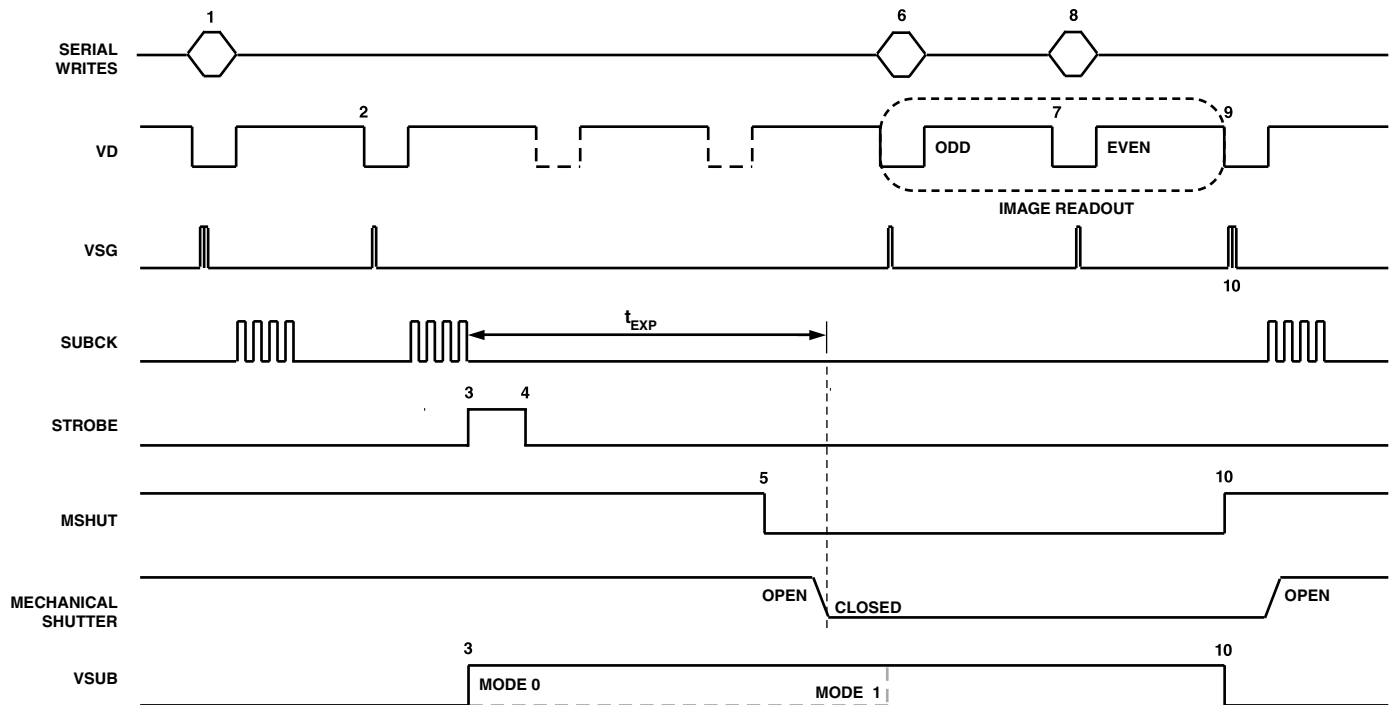 1
6
8
SERIAL
WRITES
2
7
9
VD
ODD
EVEN
IMAGE READOUT
VSG
10
tEXP
SUBCK
3
4
STROBE
5
10
MSHUT
MECHANICAL
SHUTTER
OPEN
CLOSED
OPEN
3
10
VSUB
MODE 0
MODE 1